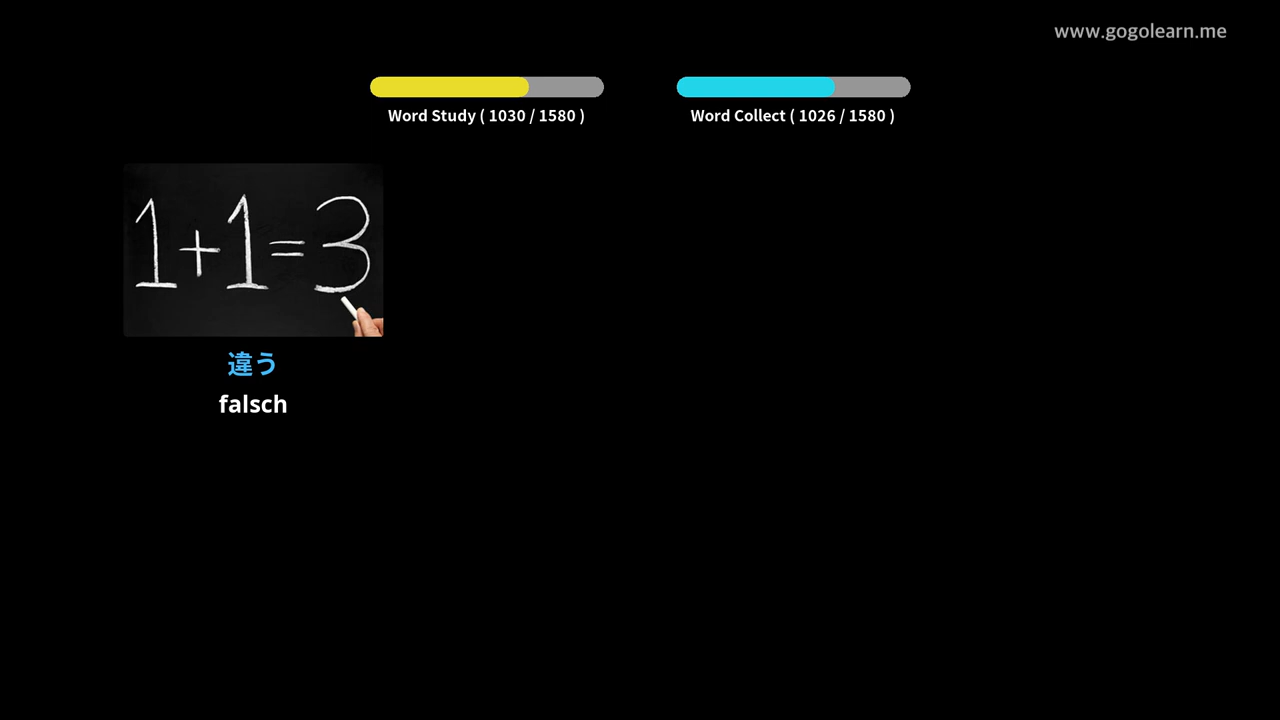 www.gogolearn.me
Word Study ( 1030 / 1580 )
Word Collect ( 1026 / 1580 )
1+1=3
違う
falsch